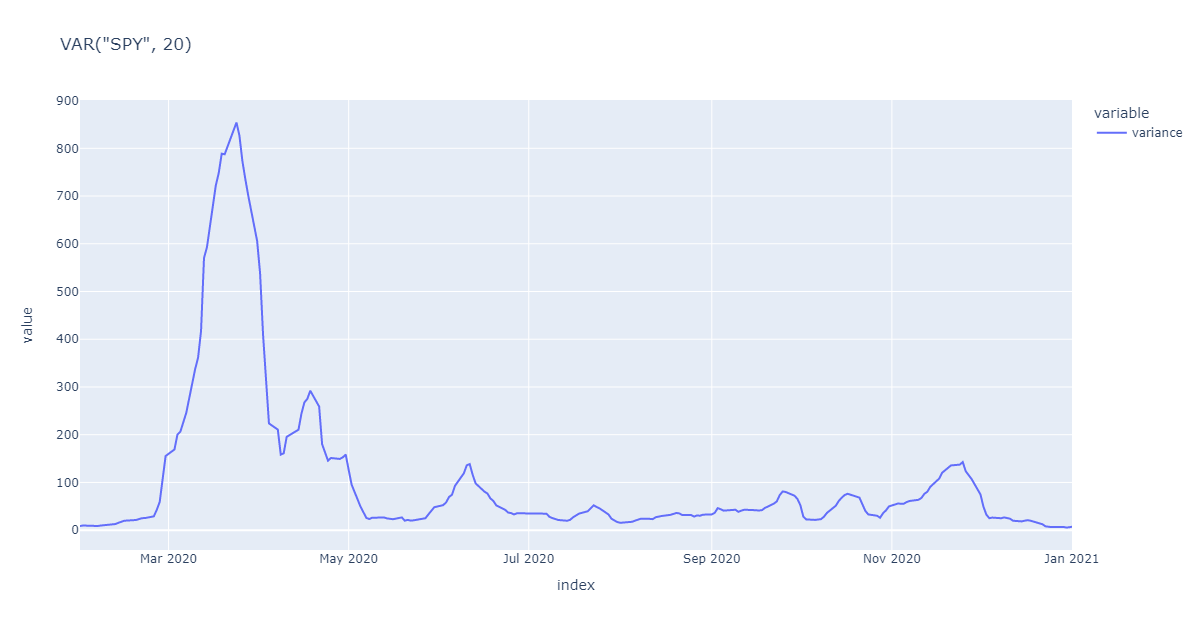 VAR("SPY", 20)
900
800
700
600
500
400
300
200
100
0
value
Mar 2020
May 2020
Jul 2020
Sep 2020
Nov 2020
Jan 2021
index
variable
variance